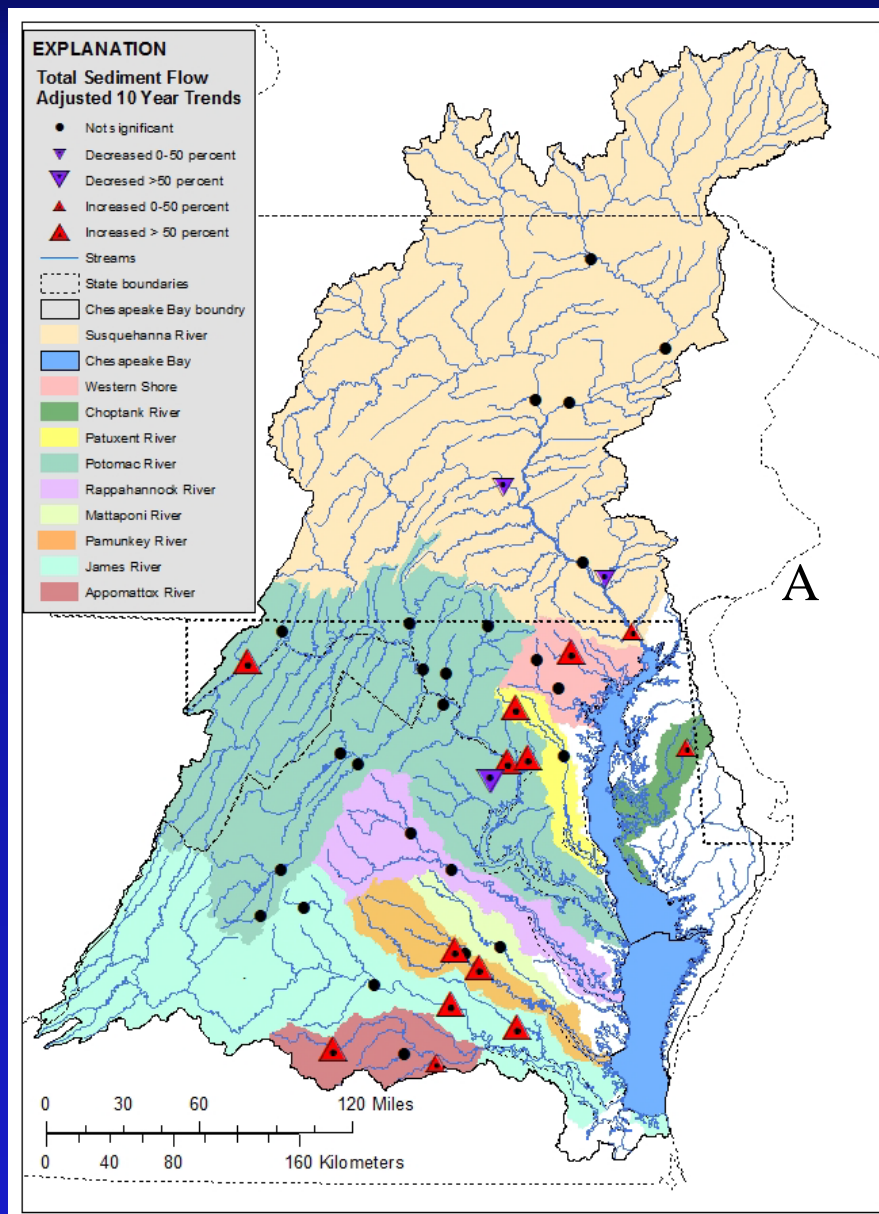 EXPLANATION
Total Sediment Flow
Adjusted 10 Year Trends
Not significant
Decreased 0-50 percent
Decresed >50 percent
Increased 0-50 percent
Increased > 50 percent
Streams
State boundaries
Chesapeake Bay boundry
Susquehanna River
Chesapeake Bay
Western Shore
Choptank River
Patuxent River
Potomac River
Rappahannock River
Mattaponi River
Pamunkey River
James River
Appomattox River
A
0 30 60 120 Miles
0 40 80 160 Kilometers